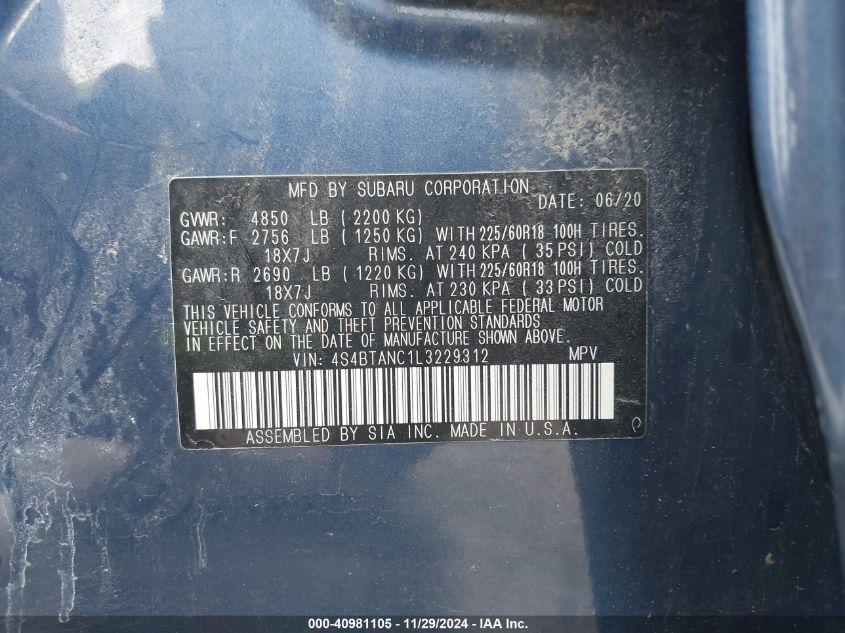 MFD BY SUBARU CORPORATION
DATE: 06/20
GVWR: 4850 LB ( 2200 KG)
GAWR:F 2756 LB ( 1250 KG) WITH 225/60R18 100H TIRES.
18X7J RIMS. AT 240 KPA ( 35 PSI) COLD
GAWR:R 2690 LB ( 1220 KG) WITH 225/60R18 100H TIRES.
18X7J RIMS. AT 230 KPA ( 33 PSI) COLD
THIS VEHICLE CONFORMS TO ALL APPLICABLE FEDERAL MOTOR
VEHICLE SAFETY AND THEFT PREVENTION STANDARDS
IN EFFECT ON THE DATE OF MANUFACTURE SHOWN ABOVE.
VIN: 4S4BTANC1L3229312 MPV
ASSEMBLED BY SIA INC. MADE IN U.S.A.
000-40981105 - 11/29/2024 - IAA Inc.